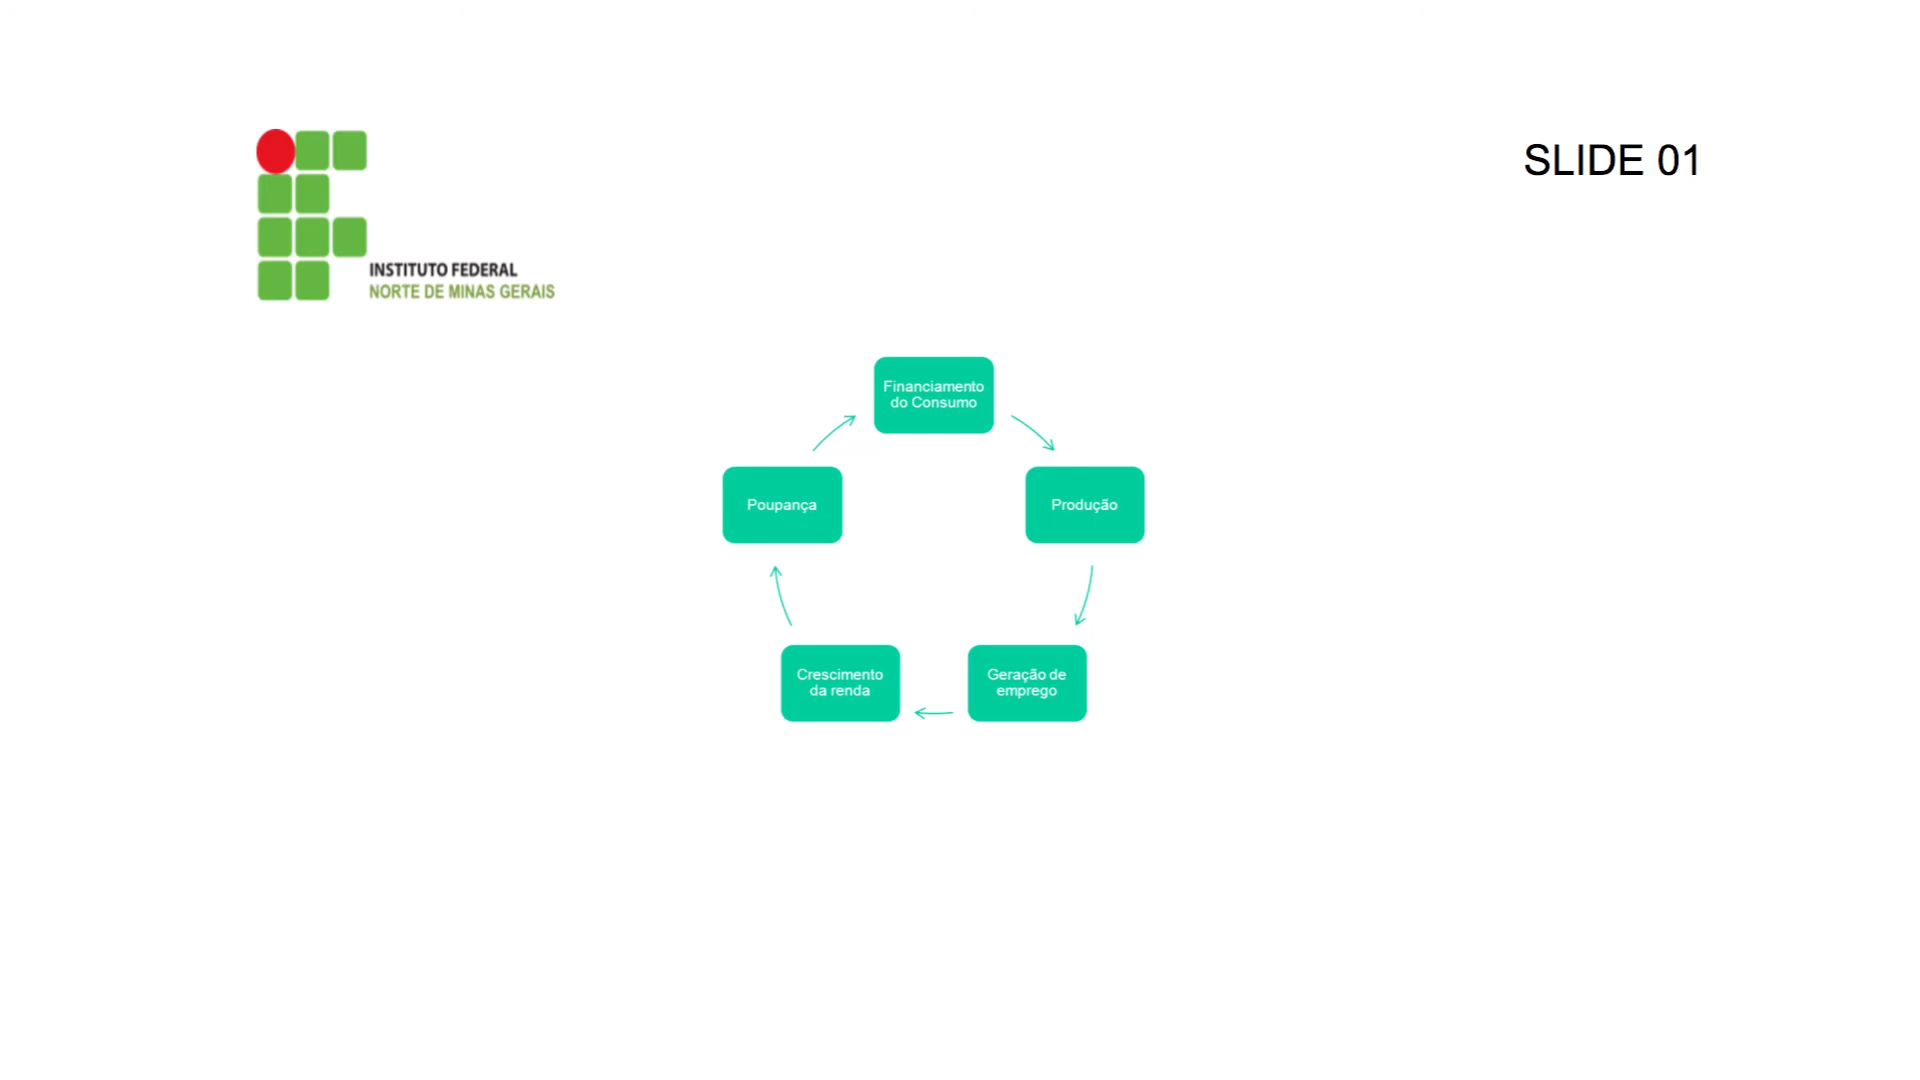 SLIDE 01
INSTITUTO FEDERAL
NORTE DE MINAS GERAIS
Financiamento
do Consumo
Poupança
Produção
Crescimento
da renda
Geração de
emprego